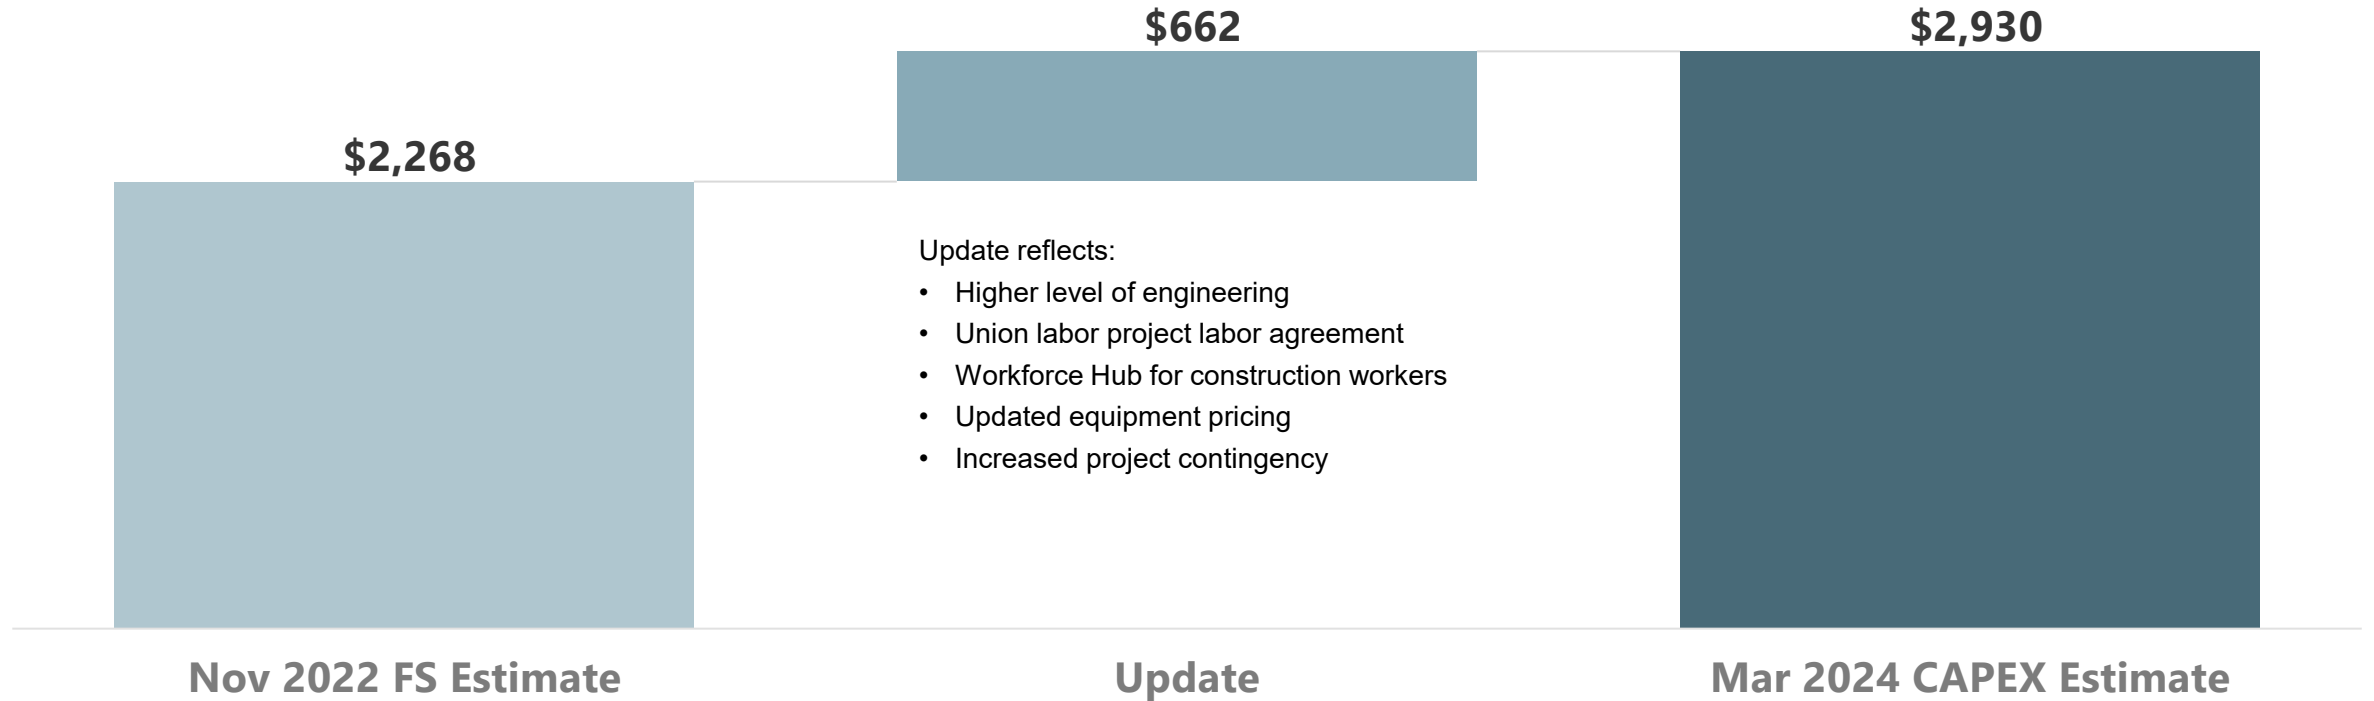 $2,268
$662
$2,930
Update reflects:
• Higher level of engineering
• Union labor project labor agreement
• Workforce Hub for construction workers
• Updated equipment pricing
• Increased project contingency
Nov 2022 FS Estimate
Update
Mar 2024 CAPEX Estimate